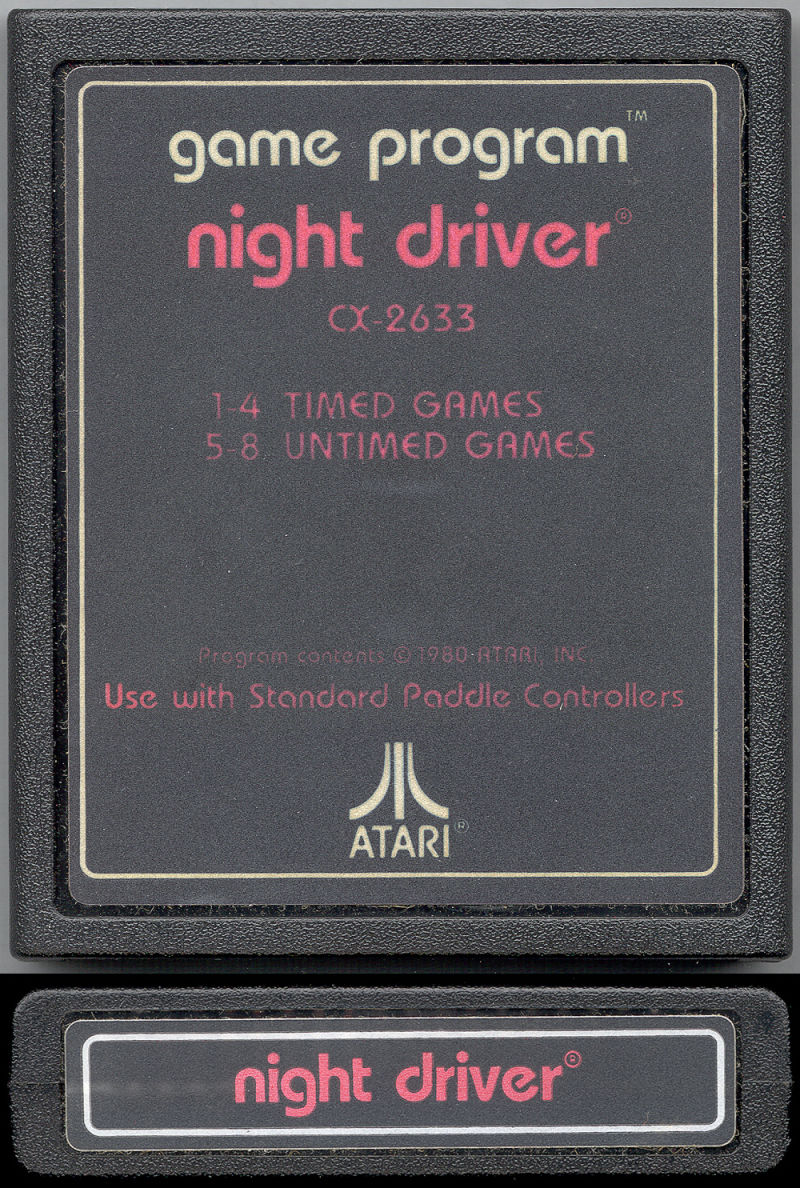 game program™
night driver®
CX-2633
1-4 TIMED GAMES
5-8 UNTIMED GAMES
Program contents © 1980 ATARI, INC.
Use with Standard Paddle Controllers
ATARI®
night driver®